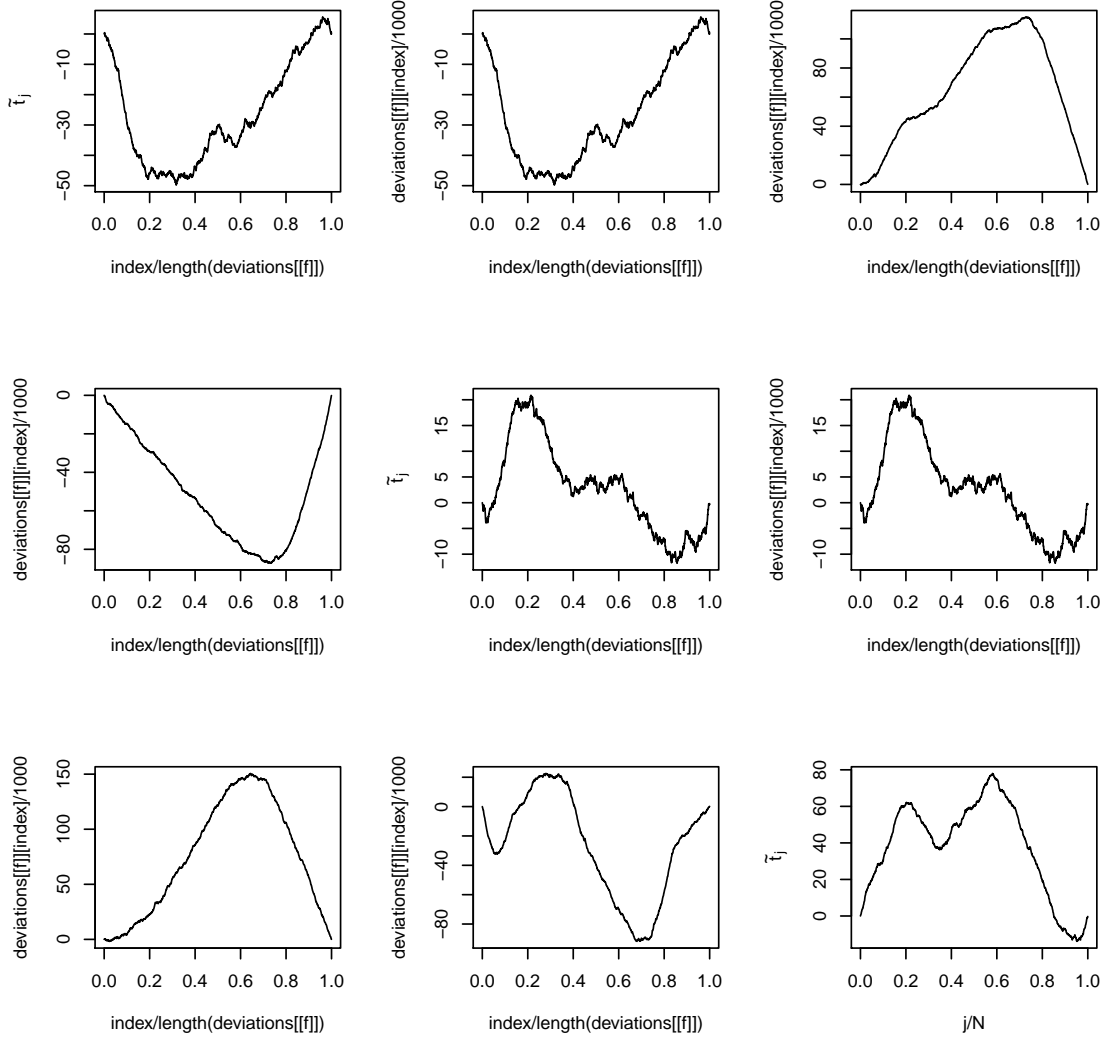 t̃j
−50 −30 −10
0.0 0.2 0.4 0.6 0.8 1.0
index/length(deviations[[f]])
deviations[[f]][index]/1000
−50 −30 −10
0.0 0.2 0.4 0.6 0.8 1.0
index/length(deviations[[f]])
deviations[[f]][index]/1000
0 40 80
0.0 0.2 0.4 0.6 0.8 1.0
index/length(deviations[[f]])
deviations[[f]][index]/1000
−80 −40 0
0.0 0.2 0.4 0.6 0.8 1.0
index/length(deviations[[f]])
t̃j
−10 0 5 15
0.0 0.2 0.4 0.6 0.8 1.0
index/length(deviations[[f]])
deviations[[f]][index]/1000
−10 0 5 15
0.0 0.2 0.4 0.6 0.8 1.0
index/length(deviations[[f]])
deviations[[f]][index]/1000
0 50 100 150
0.0 0.2 0.4 0.6 0.8 1.0
index/length(deviations[[f]])
deviations[[f]][index]/1000
−80 −40 0
0.0 0.2 0.4 0.6 0.8 1.0
index/length(deviations[[f]])
t̃j
0 20 40 60 80
0.0 0.2 0.4 0.6 0.8 1.0
j/N